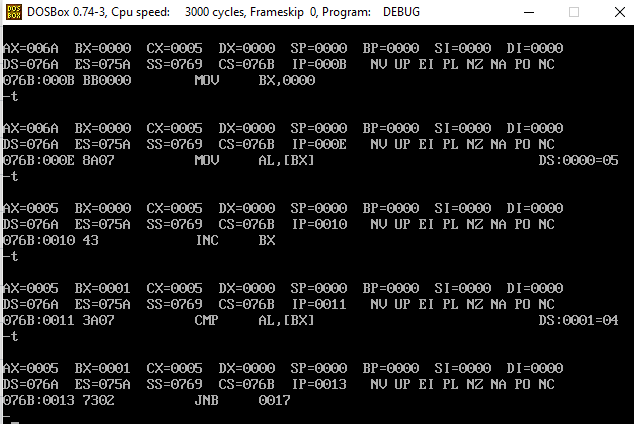 DOSBox 0.74-3, Cpu speed:    3000 cycles, Frameskip  0, Program:    DEBUG
AX=006A  BX=0000  CX=0005  DX=0000  SP=0000  BP=0000  SI=0000  DI=0000
DS=076A  ES=075A  SS=0769  CS=076B  IP=000B   NV UP EI PL NZ NA PO NC
076B:000B BB0000        MOV     BX,0000
-t
AX=006A  BX=0000  CX=0005  DX=0000  SP=0000  BP=0000  SI=0000  DI=0000
DS=076A  ES=075A  SS=0769  CS=076B  IP=000E   NV UP EI PL NZ NA PO NC
076B:000E 8A07          MOV     AL,[BX]                            DS:0000=05
-t
AX=0005  BX=0000  CX=0005  DX=0000  SP=0000  BP=0000  SI=0000  DI=0000
DS=076A  ES=075A  SS=0769  CS=076B  IP=0010   NV UP EI PL NZ NA PO NC
076B:0010 43            INC     BX
-t
AX=0005  BX=0001  CX=0005  DX=0000  SP=0000  BP=0000  SI=0000  DI=0000
DS=076A  ES=075A  SS=0769  CS=076B  IP=0011   NV UP EI PL NZ NA PO NC
076B:0011 3A07          CMP     AL,[BX]                            DS:0001=04
-t
AX=0005  BX=0001  CX=0005  DX=0000  SP=0000  BP=0000  SI=0000  DI=0000
DS=076A  ES=075A  SS=0769  CS=076B  IP=0013   NV UP EI PL NZ NA PO NC
076B:0013 7302          JNB     0017
-_